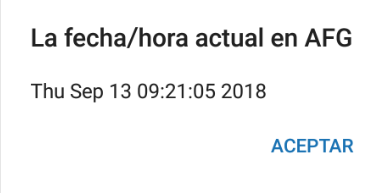 La fecha/hora actual en AFG
Thu Sep 13 09:21:05 2018
ACEPTAR